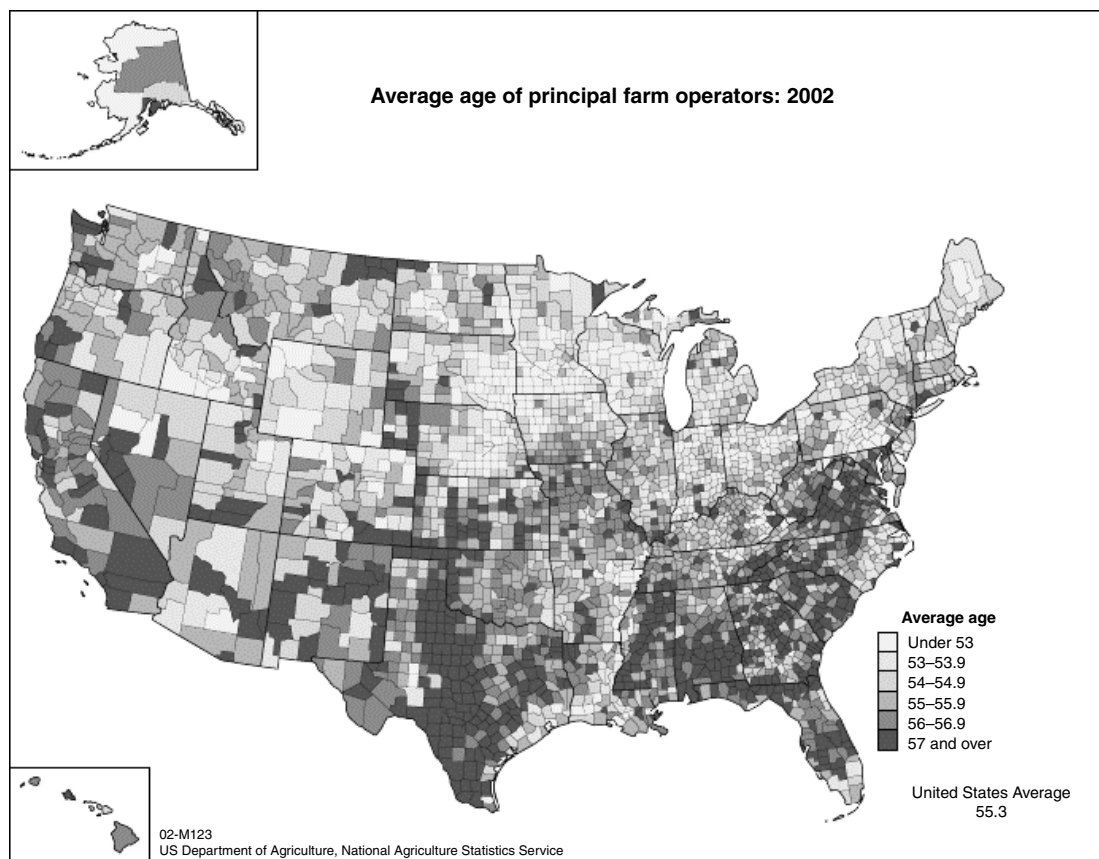 Average age of principal farm operators: 2002
Average age
Under 53
53–53.9
54–54.9
55–55.9
56–56.9
57 and over
United States Average
55.3
02-M123
US Department of Agriculture, National Agriculture Statistics Service